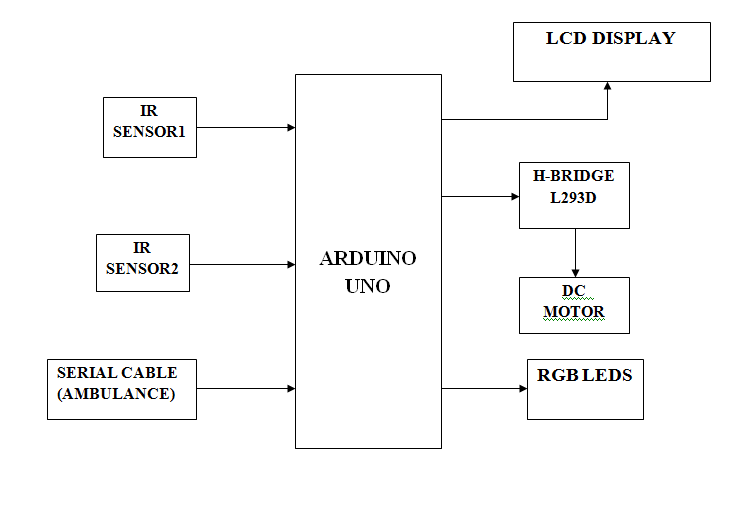 LCD DISPLAY
IR
SENSOR1
H-BRIDGE
L293D
IR
SENSOR2
ARDUINO
UNO
DC
MOTOR
SERIAL CABLE
(AMBULANCE)
RGB LEDS